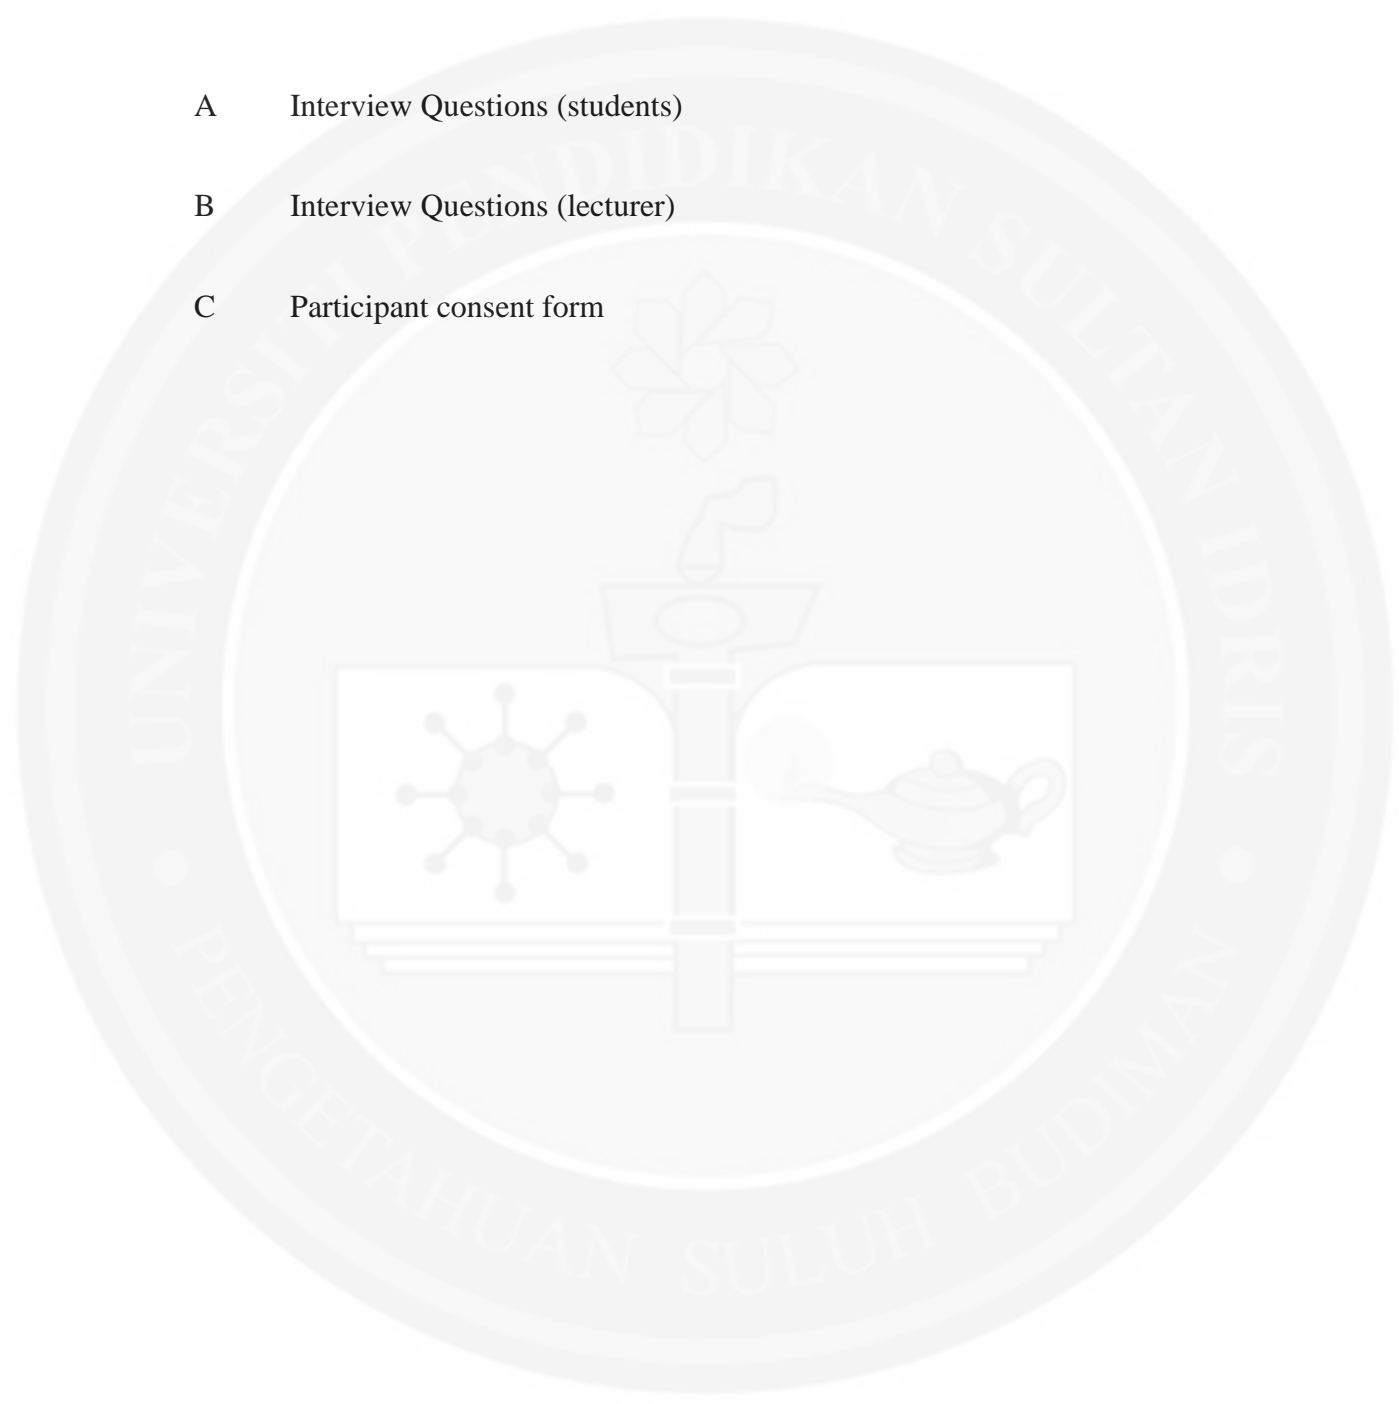 A Interview Questions (students)
B Interview Questions (lecturer)
C Participant consent form
UNIVERSITI PENDIDIKAN SULTAN IDRIS
PENGETAHUAN SULUH BUDIMAN